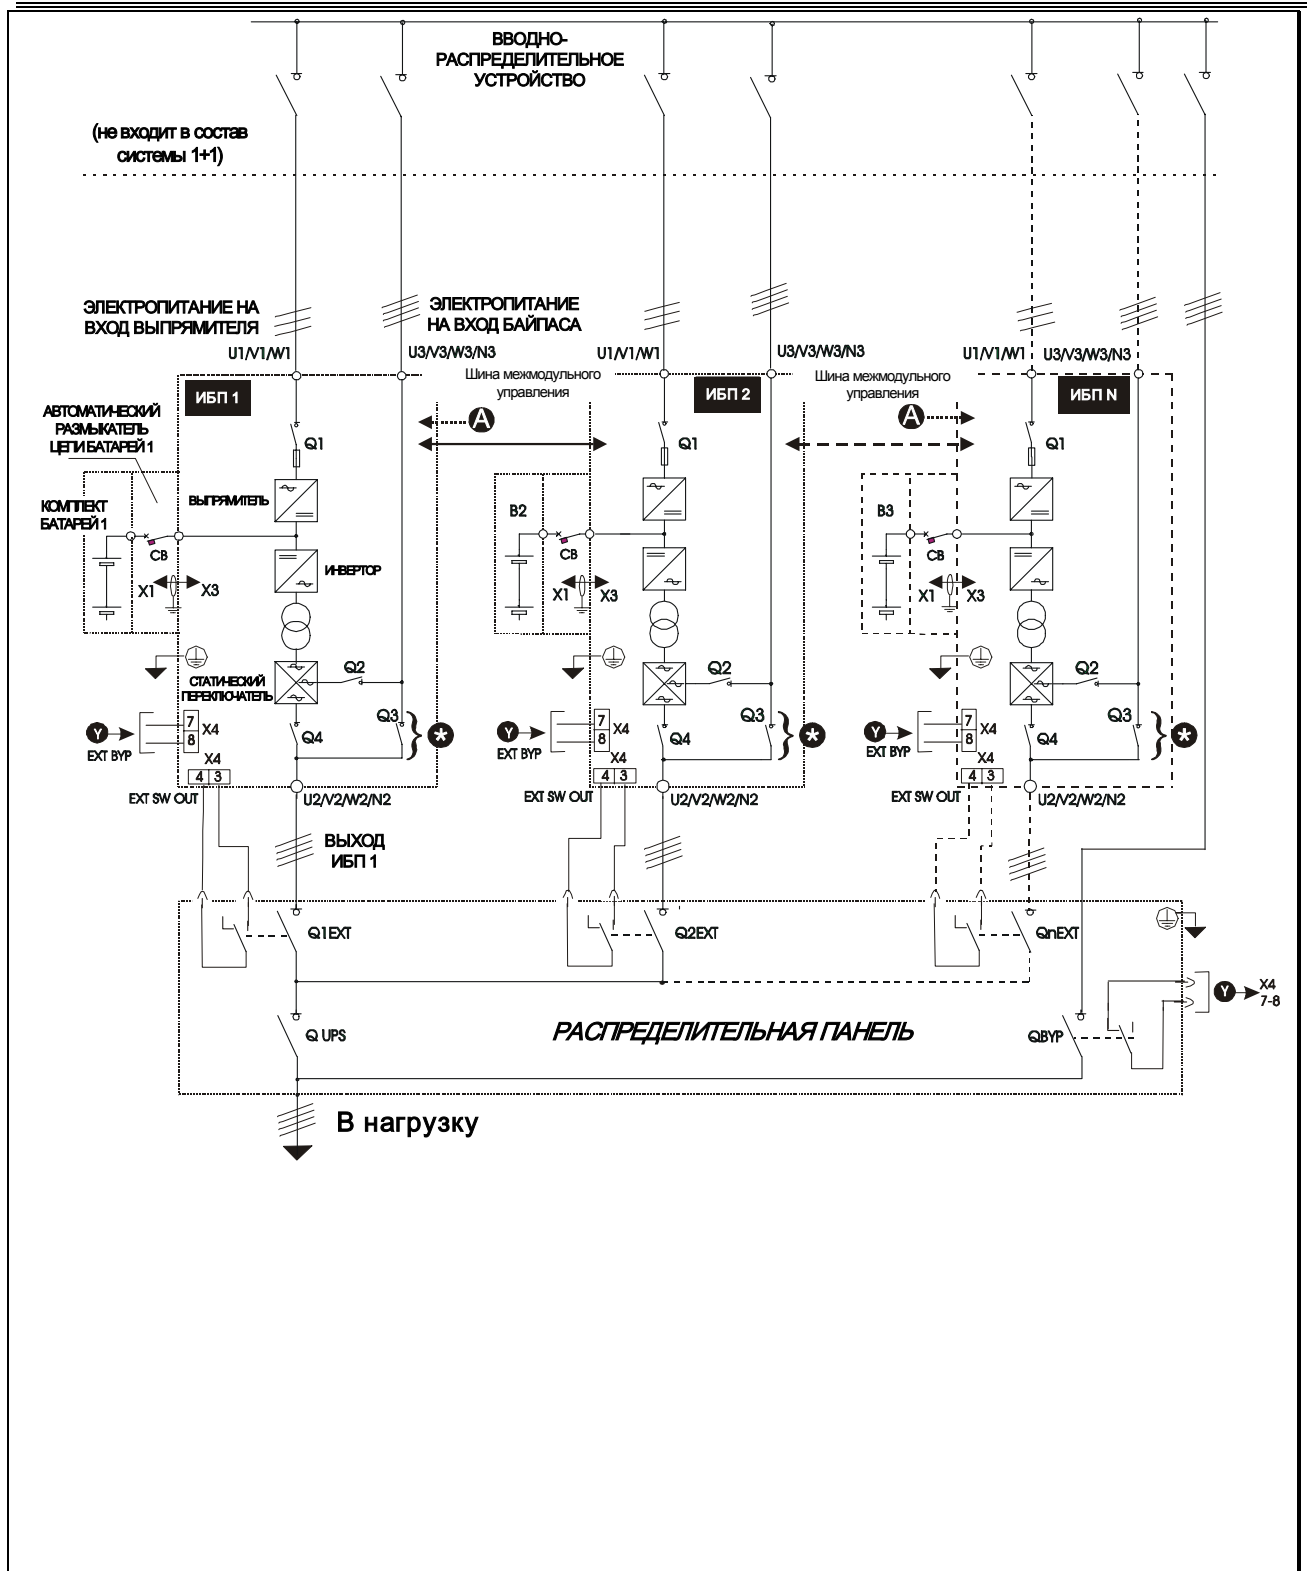 ВВОДНО-
РАСПРЕДЕЛИТЕЛЬНОЕ
УСТРОЙСТВО
(не входит в состав
системы 1+1)
ЭЛЕКТРОПИТАНИЕ НА
ВХОД ВЫПРЯМИТЕЛЯ
ЭЛЕКТРОПИТАНИЕ
НА ВХОД БАЙПАСА
U1/V1/W1
U3/V3/W3/N3
U1/V1/W1
U3/V3/W3/N3
U1/V1/W1
U3/V3/W3/N3
Шина межмодульного
управления
Шина межмодульного
управления
ИБП 1
ИБП 2
ИБП N
A
A
АВТОМАТИЧЕСКИЙ
РАЗМЫКАТЕЛЬ
ЦЕПИ БАТАРЕЙ 1
Q1
Q1
Q1
КОМПЛЕКТ
БАТАРЕЙ 1
ВЫПРЯМИТЕЛЬ
B2
B3
CB
CB
CB
ИНВЕРТОР
X1
X3
X1
X3
X1
X3
СТАТИЧЕСКИЙ
ПЕРЕКЛЮЧАТЕЛЬ
Q2
Q2
Q2
Q3
Q3
Q3
*
*
*
Y
EXT BYP
7
8
X4
Q4
Y
EXT BYP
7
8
X4
Q4
Y
EXT BYP
7
8
X4
Q4
X4
4 3
X4
4 3
X4
4 3
EXT SW OUT
U2/V2/W2/N2
EXT SW OUT
U2/V2/W2/N2
EXT SW OUT
U2/V2/W2/N2
ВЫХОД
ИБП 1
Q1EXT
Q2EXT
QnEXT
Y
X4
7-8
Q UPS
РАСПРЕДЕЛИТЕЛЬНАЯ ПАНЕЛЬ
QBYP
В нагрузку